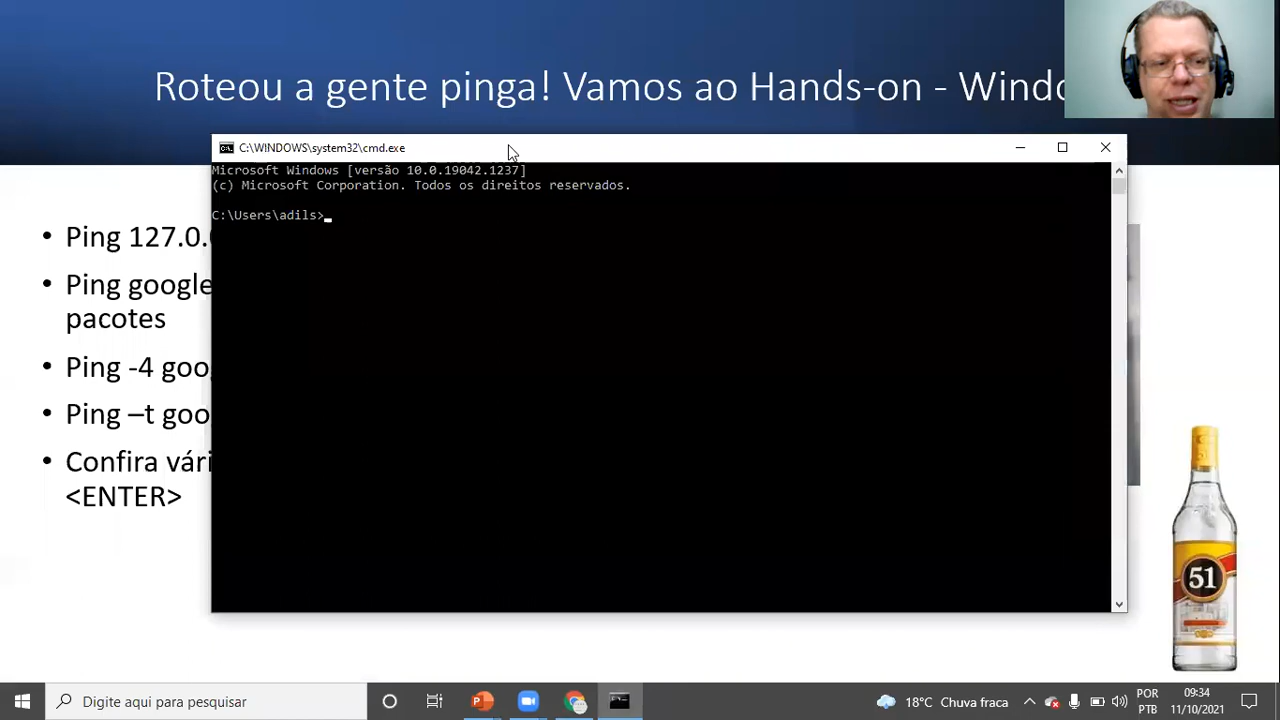 Roteou a gente pinga! Vamos ao Hands-on - Windo
C:\WINDOWS\system32\cmd.exe
Microsoft Windows [versão 10.0.19042.1237]
(c) Microsoft Corporation. Todos os direitos reservados.
C:\Users\adils>
• Ping 127.0.
• Ping google
pacotes
• Ping -4 goo
• Ping –t goo
• Confira vári
<ENTER>
51
Digite aqui para pesquisar
18°C Chuva fraca
POR
PTB
09:34
11/10/2021